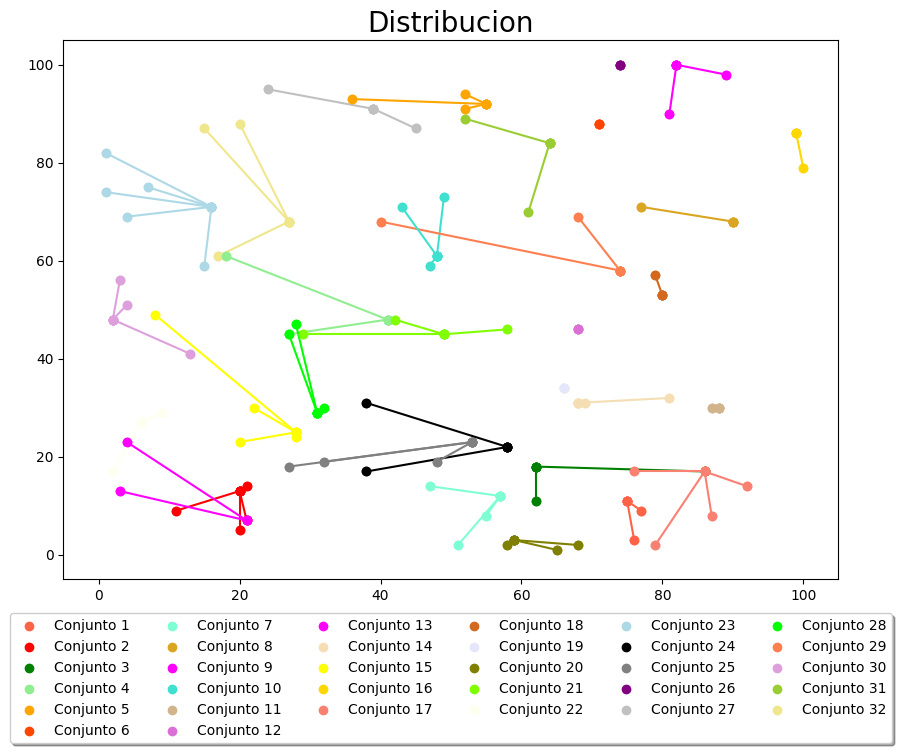 Distribucion
100
80
60
40
20
0
0 20 40 60 80 100
Conjunto 1 Conjunto 7 Conjunto 13 Conjunto 18 Conjunto 23 Conjunto 28
Conjunto 2 Conjunto 8 Conjunto 14 Conjunto 19 Conjunto 24 Conjunto 29
Conjunto 3 Conjunto 9 Conjunto 15 Conjunto 20 Conjunto 25 Conjunto 30
Conjunto 4 Conjunto 10 Conjunto 16 Conjunto 21 Conjunto 26 Conjunto 31
Conjunto 5 Conjunto 11 Conjunto 17 Conjunto 22 Conjunto 27 Conjunto 32
Conjunto 6 Conjunto 12